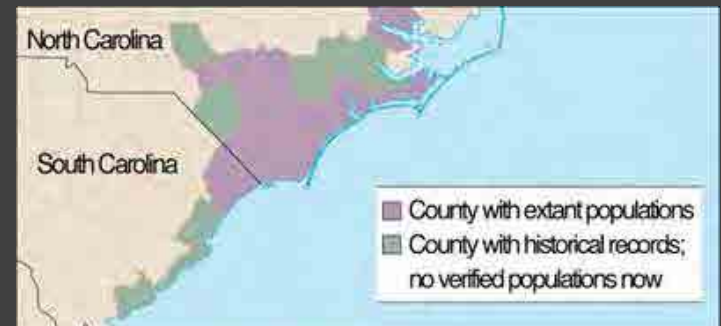 North Carolina
South Carolina
County with extant populations
County with historical records;
no verified populations now